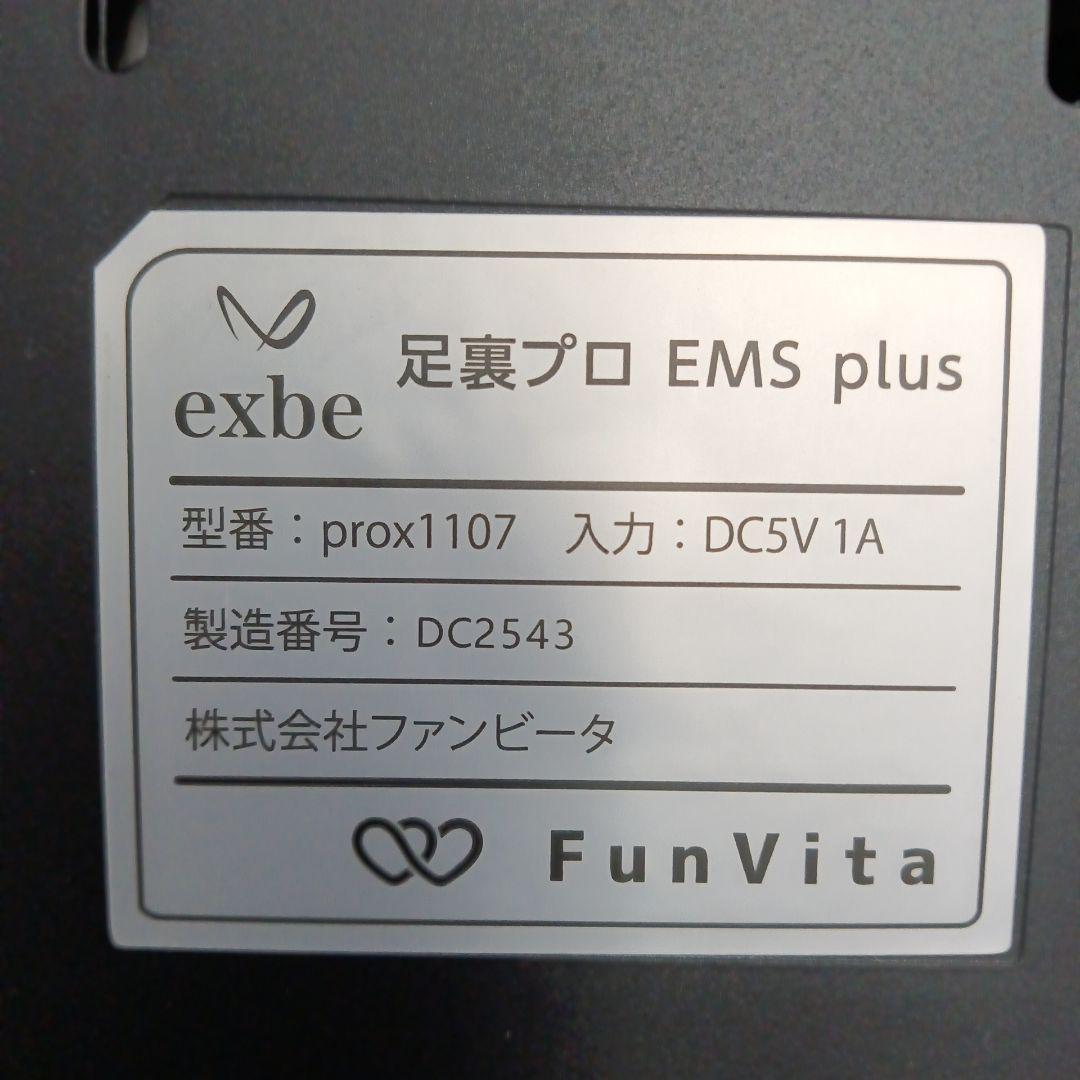 exbe
足裏プロ EMS plus
型番：prox1107　入力：DC5V 1A
製造番号：DC2543
株式会社ファンビータ
FunVita